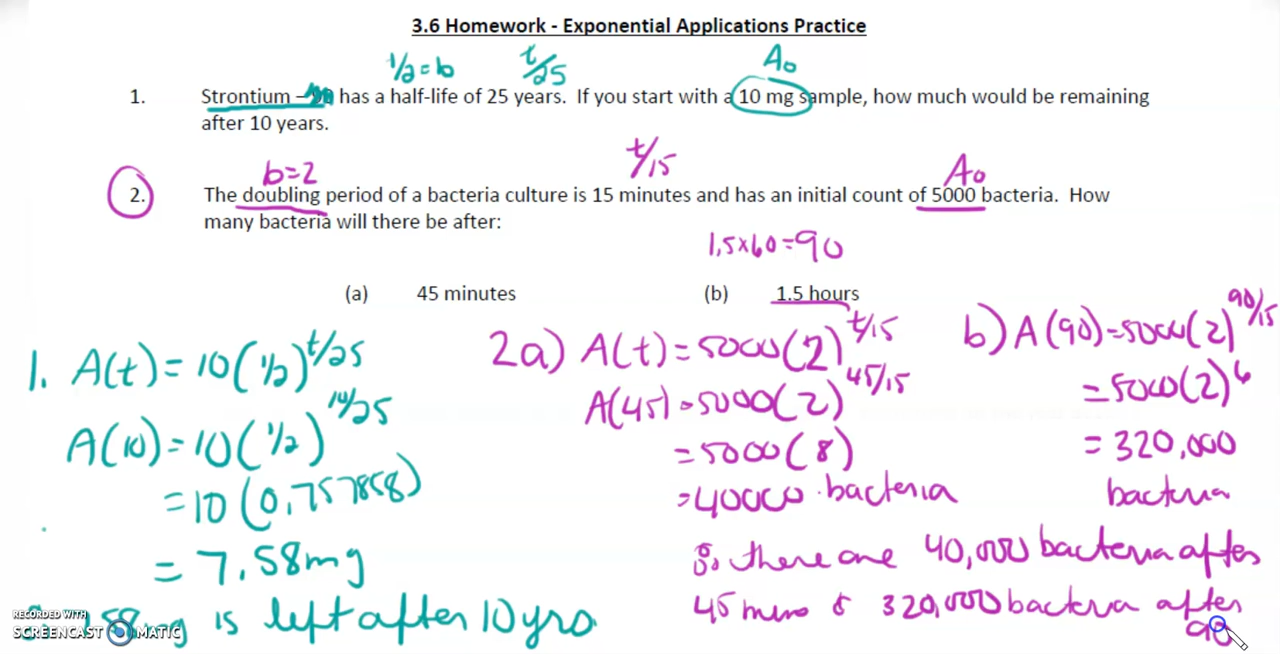 3.6 Homework - Exponential Applications Practice
1/2 = b t/25 A₀
1. Strontium – has a half-life of 25 years. If you start with a 10 mg sample, how much would be remaining
after 10 years.
b=2 t/15 A₀
2. The doubling period of a bacteria culture is 15 minutes and has an initial count of 5000 bacteria. How
many bacteria will there be after:
1.5×60=90
(a) 45 minutes (b) 1.5 hours
1. A(t) = 10(1/2)^t/25
A(10) = 10(1/2)^10/25
= 10(0.757858)
= 7.58mg
58mg is left after 10yrs
2a) A(t) = 5000(2)^t/15
A(45) = 5000(2)^45/15
= 5000(8)
= 40000 bacteria
b) A(90) = 5000(2)^90/15
= 5000(2)^6
= 320,000
bacteria
there are 40,000 bacteria after
45 mins & 320,000 bacteria after
90
RECORDED WITH
SCREENCAST MATIC